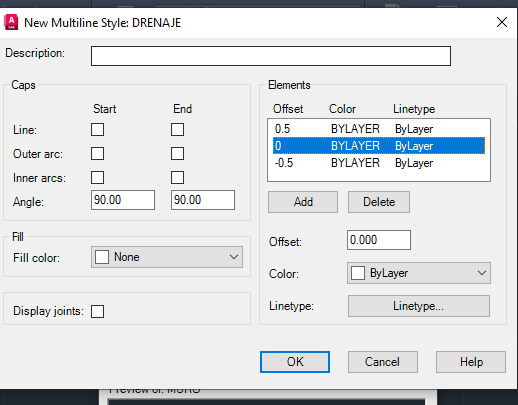 New Multiline Style: DRENAJE
Description:
Caps
Start End
Line:
Outer arc:
Inner arcs:
Angle: 90.00 90.00
Fill
Fill color: None
Display joints:
Elements
Offset Color Linetype
0.5 BYLAYER ByLayer
0 BYLAYER ByLayer
-0.5 BYLAYER ByLayer
Add Delete
Offset: 0.000
Color: ByLayer
Linetype: Linetype...
OK Cancel Help
Preview of: MURO